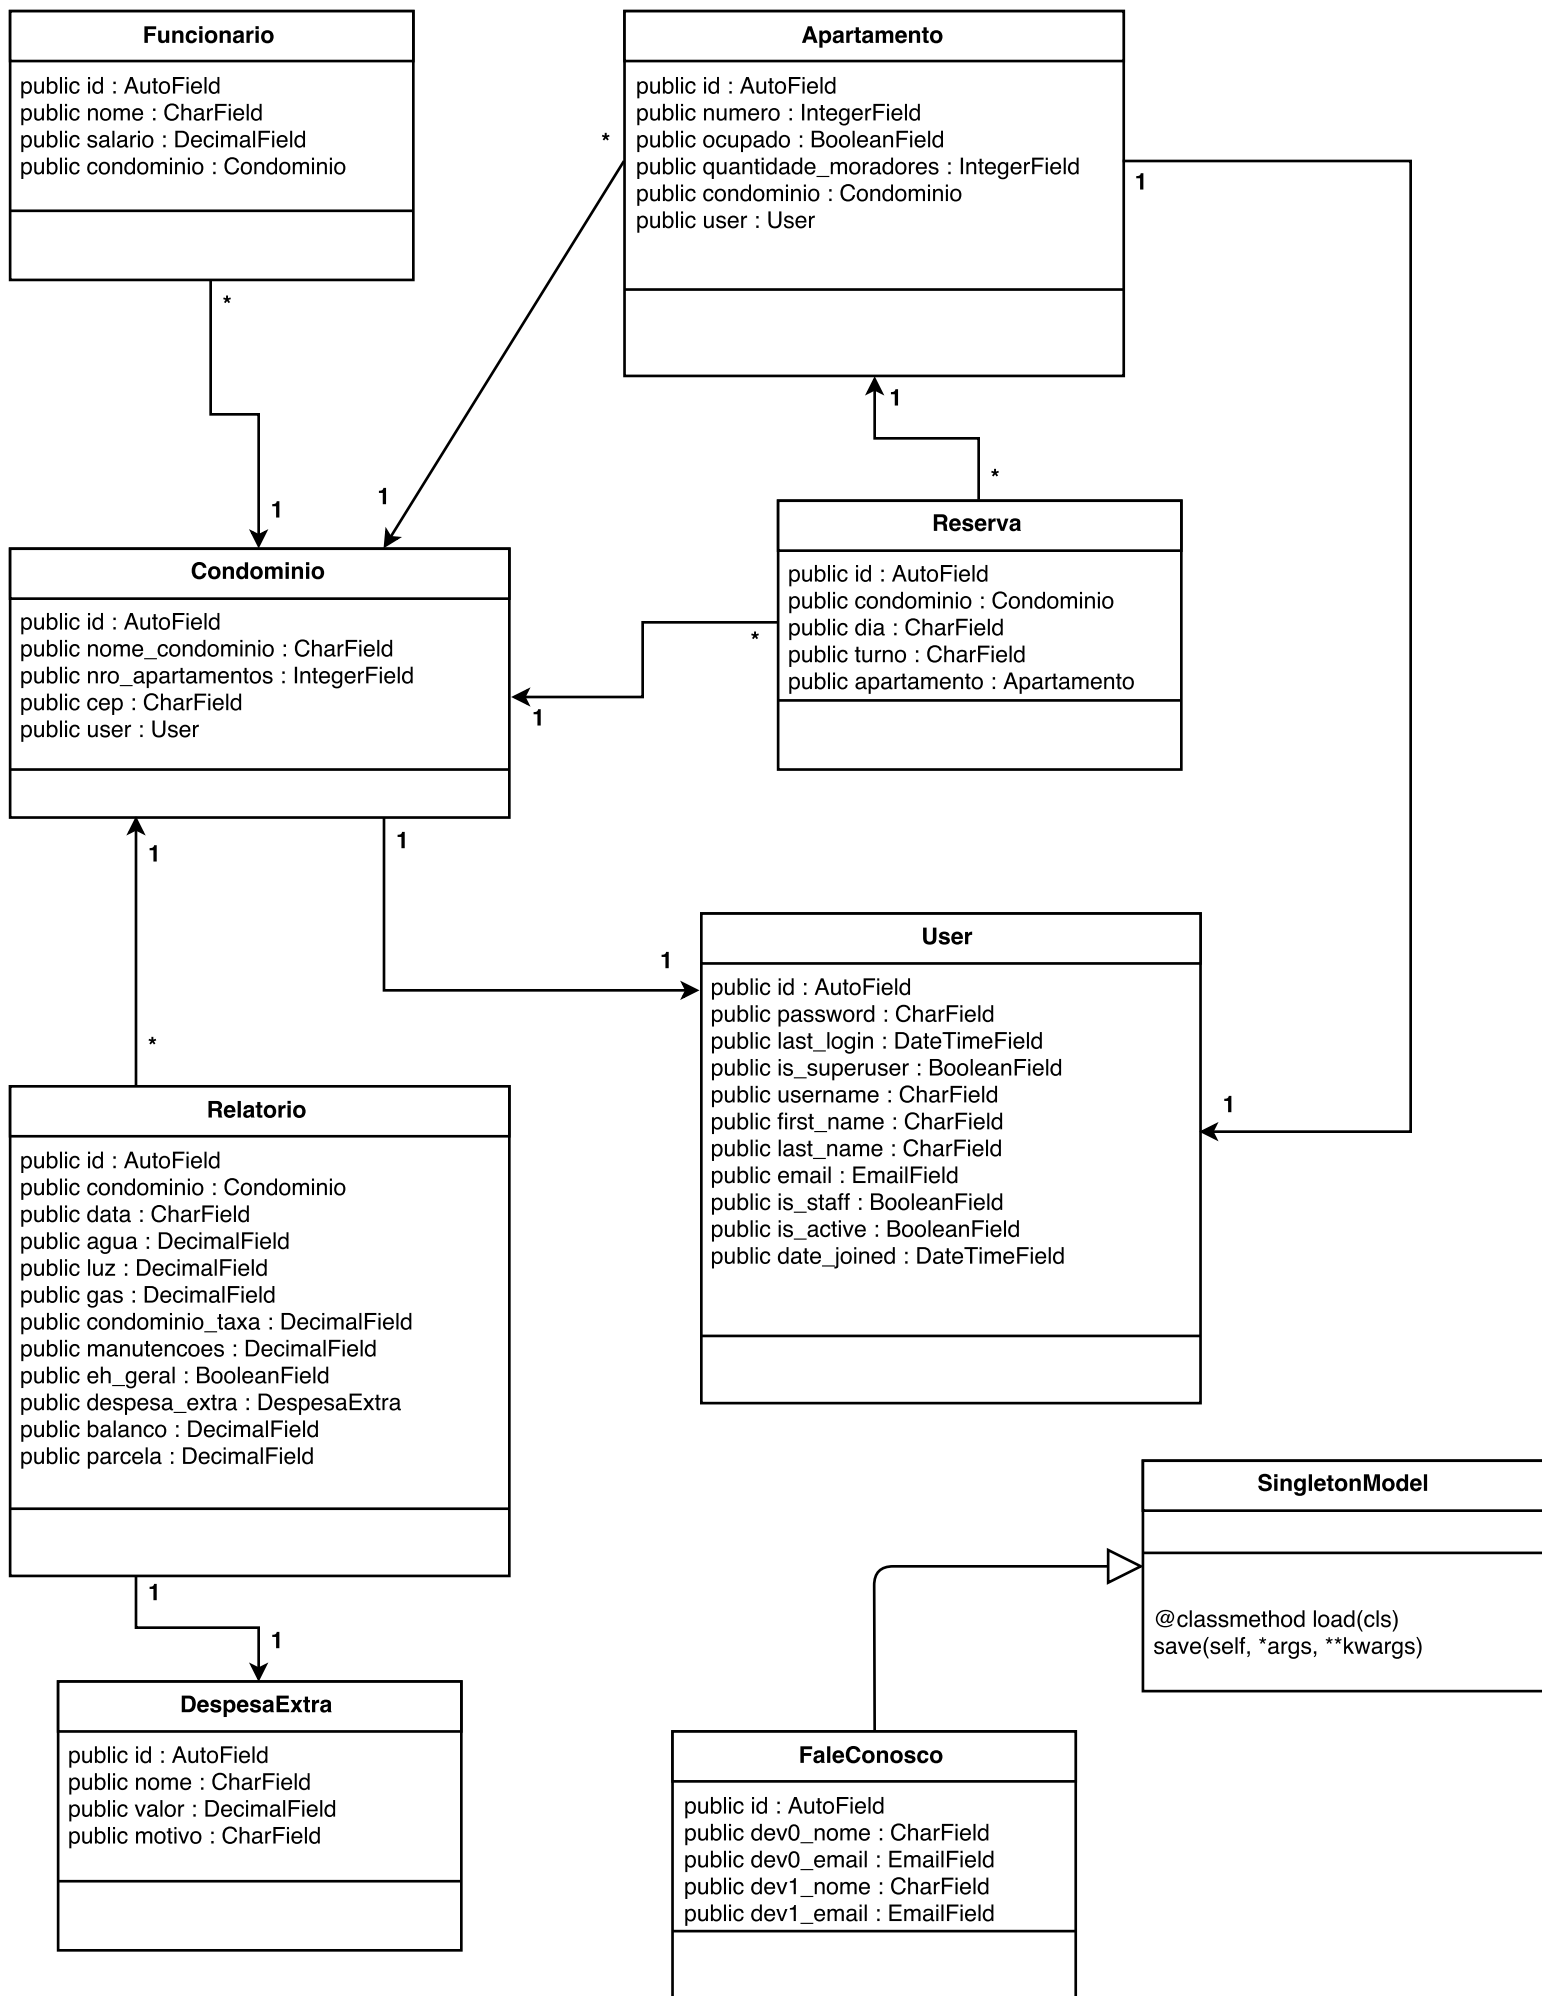 Funcionario
public id : AutoField
public nome : CharField
public salario : DecimalField
public condominio : Condominio
*
1
Apartamento
public id : AutoField
public numero : IntegerField
public ocupado : BooleanField
public quantidade_moradores : IntegerField
public condominio : Condominio
public user : User
*
1
1
1
*
Reserva
public id : AutoField
public condominio : Condominio
public dia : CharField
public turno : CharField
public apartamento : Apartamento
*
1
Condominio
public id : AutoField
public nome_condominio : CharField
public nro_apartamentos : IntegerField
public cep : CharField
public user : User
1
1
1
*
User
public id : AutoField
public password : CharField
public last_login : DateTimeField
public is_superuser : BooleanField
public username : CharField
public first_name : CharField
public last_name : CharField
public email : EmailField
public is_staff : BooleanField
public is_active : BooleanField
public date_joined : DateTimeField
1
Relatorio
public id : AutoField
public condominio : Condominio
public data : CharField
public agua : DecimalField
public luz : DecimalField
public gas : DecimalField
public condominio_taxa : DecimalField
public manutencoes : DecimalField
public eh_geral : BooleanField
public despesa_extra : DespesaExtra
public balanco : DecimalField
public parcela : DecimalField
1
1
DespesaExtra
public id : AutoField
public nome : CharField
public valor : DecimalField
public motivo : CharField
SingletonModel
@classmethod load(cls)
save(self, *args, **kwargs)
FaleConosco
public id : AutoField
public dev0_nome : CharField
public dev0_email : EmailField
public dev1_nome : CharField
public dev1_email : EmailField